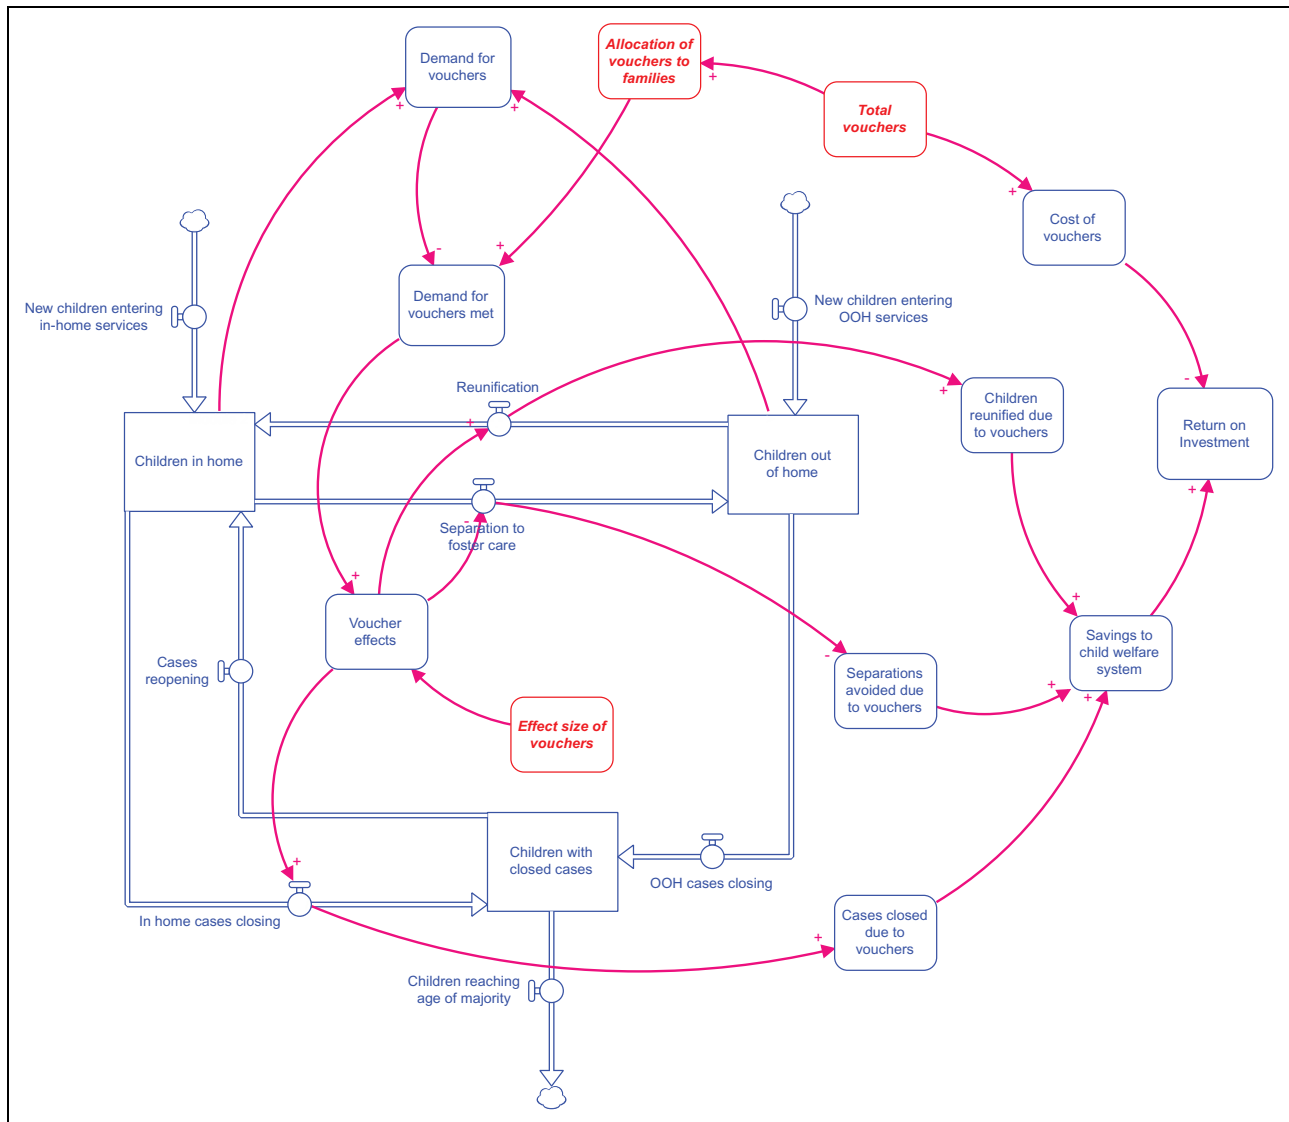 Demand for
vouchers
Allocation of
vouchers to
families
+
Total
vouchers
+
+
+
Cost of
vouchers
-
+
Demand for
vouchers met
New children entering
in-home services
New children entering
OOH services
Reunification
+
-
+
Children
reunified due
to vouchers
Return on
Investment
Children in home
Children out
of home
+
-
Separation to
foster care
+
+
Voucher
effects
Savings to
child welfare
system
-
Separations
avoided due
to vouchers
+
+
Cases
reopening
Effect size of
vouchers
+
Children with
closed cases
OOH cases closing
In home cases closing
+
Cases closed
due to
vouchers
Children reaching
age of majority